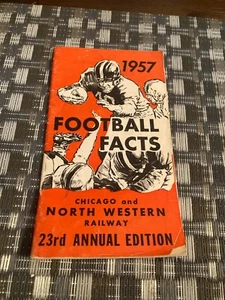 1957
FOOTBALL
FACTS
CHICAGO and
NORTH WESTERN
RAILWAY
23rd ANNUAL EDITION